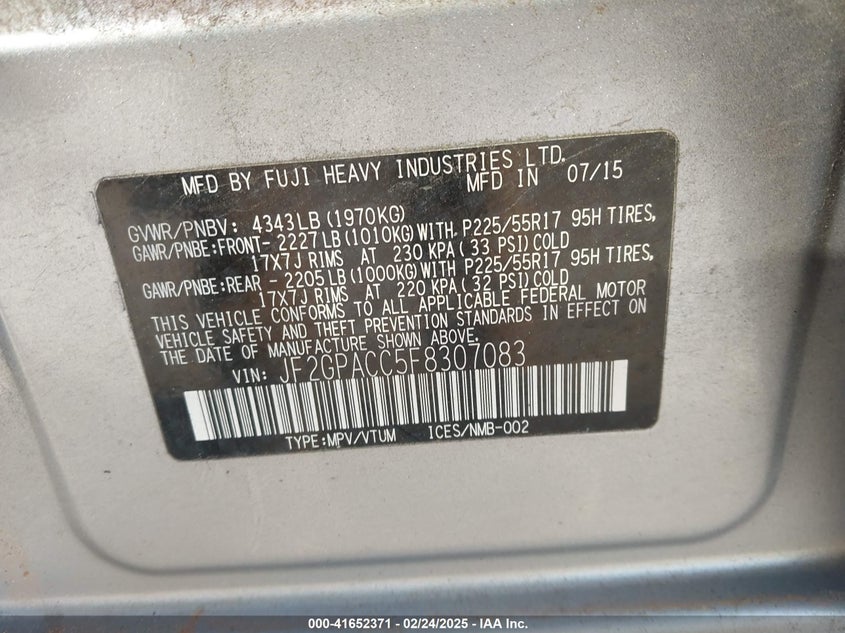 MFD BY FUJI HEAVY INDUSTRIES LTD.
MFD IN 07/15
GVWR/PNBV: 4343LB (1970KG)
GAWR/PNBE:FRONT- 2227LB (1010KG) WITH P225/55R17 95H TIRES,
17X7J RIMS AT 230 KPA (33 PSI) COLD
GAWR/PNBE:REAR - 2205LB (1000KG) WITH P225/55R17 95H TIRES,
17X7J RIMS AT 220 KPA (32 PSI) COLD
THIS VEHICLE CONFORMS TO ALL APPLICABLE FEDERAL MOTOR
VEHICLE SAFETY AND THEFT PREVENTION STANDARDS IN EFFECT ON
THE DATE OF MANUFACTURE SHOWN ABOVE.
VIN: JF2GPACC5F8307083
TYPE:MPV/VTUM ICES/NMB-002
000-41652371 - 02/24/2025 - IAA Inc.